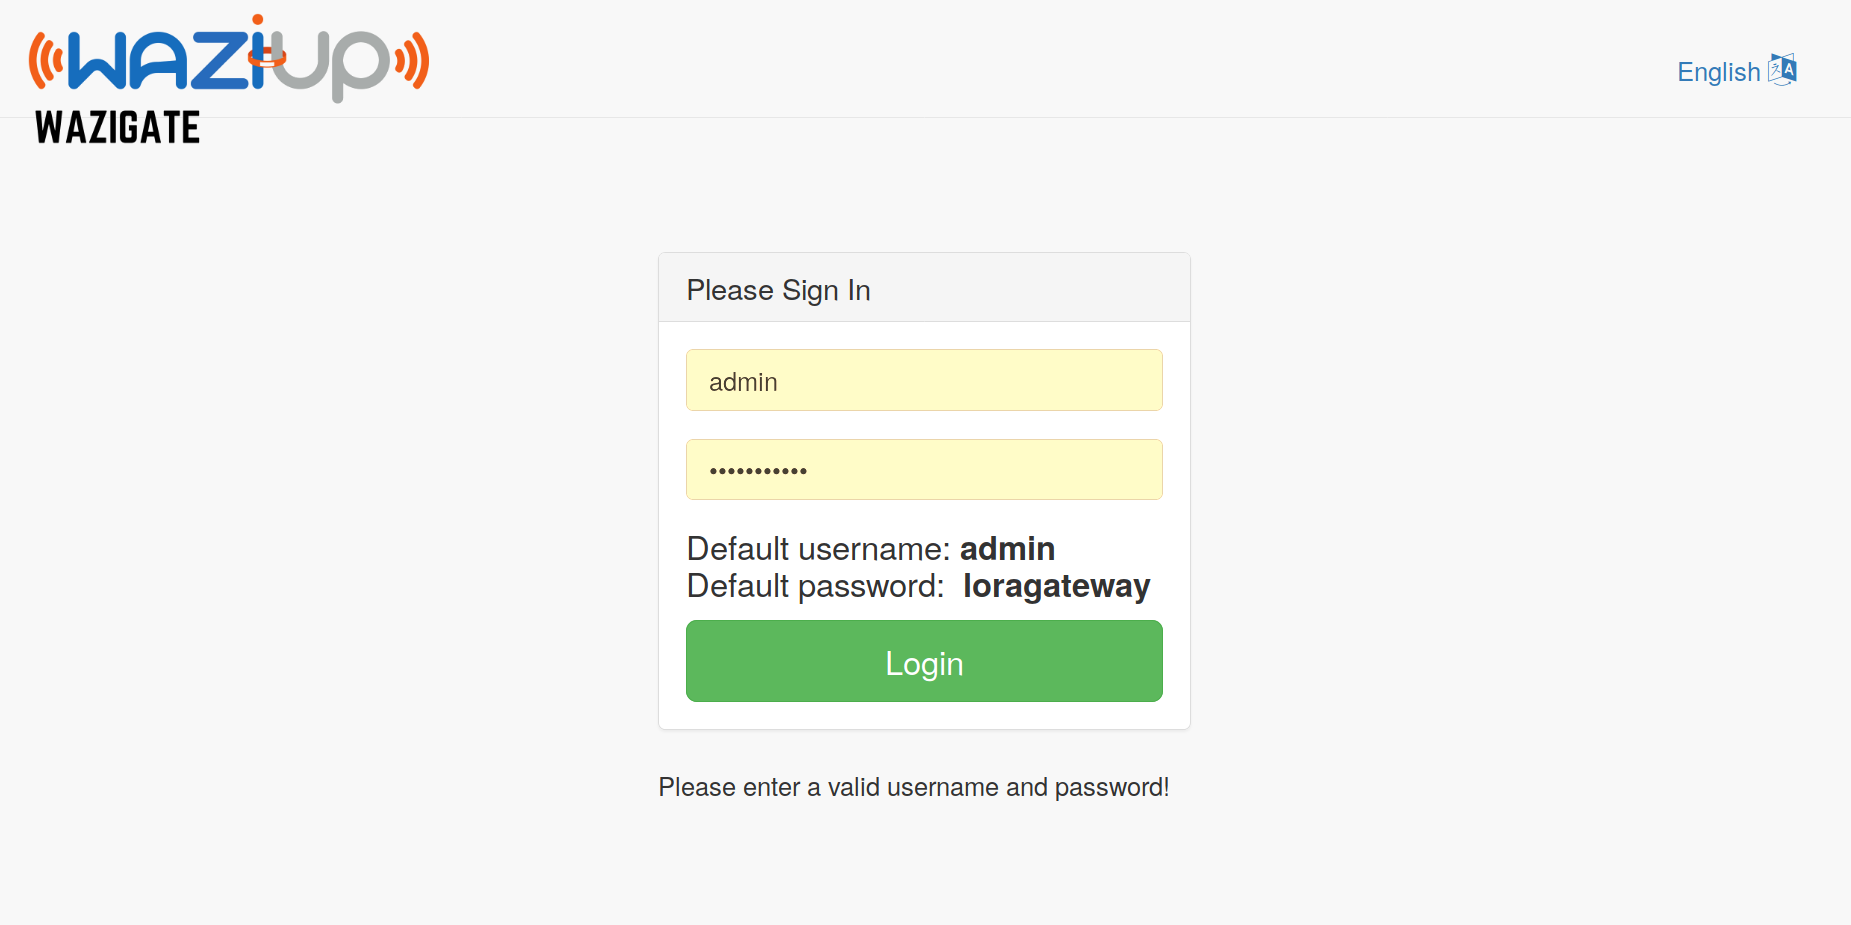 waziup
WAZIGATE
English
Please Sign In
admin
•••••••••••
Default username: admin
Default password: loragateway
Login
Please enter a valid username and password!